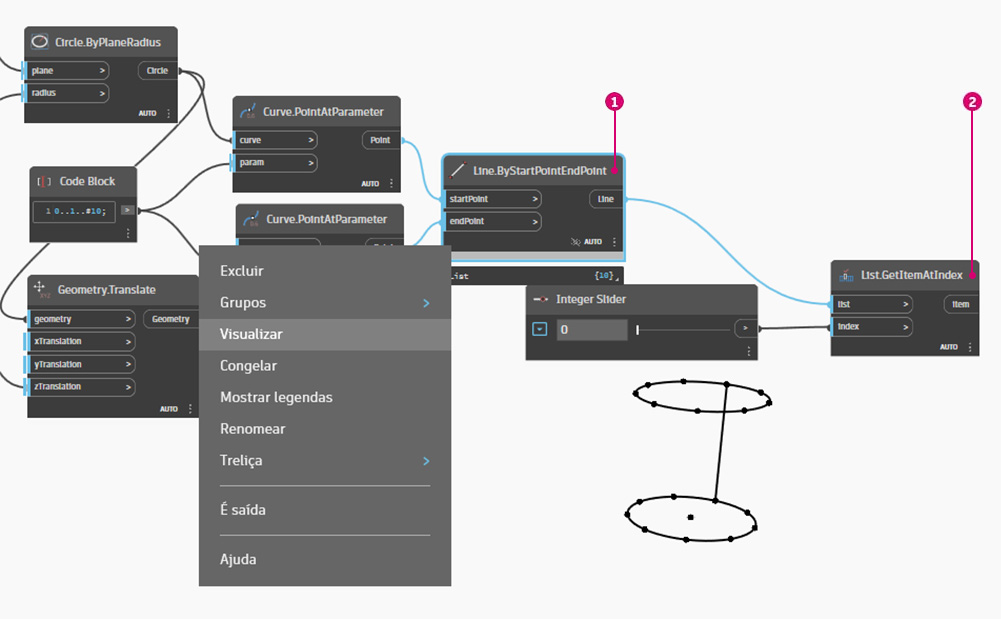 Circle.ByPlaneRadius
plane >
Circle
radius >
AUTO
Curve.PointAtParameter
curve >
Point
param >
AUTO
Code Block
1 0..1..#10;
>
Curve.PointAtParameter
1
Line.ByStartPointEndPoint
startPoint >
Line
endPoint >
AUTO
List
{10}
2
List.GetItemAtIndex
list >
Item
index >
AUTO
Geometry.Translate
geometry >
Geometry
xTranslation >
yTranslation >
zTranslation >
AUTO
Integer Slider
0
>
Excluir
Grupos >
Visualizar
Congelar
Mostrar legendas
Renomear
Treliça >
É saída
Ajuda